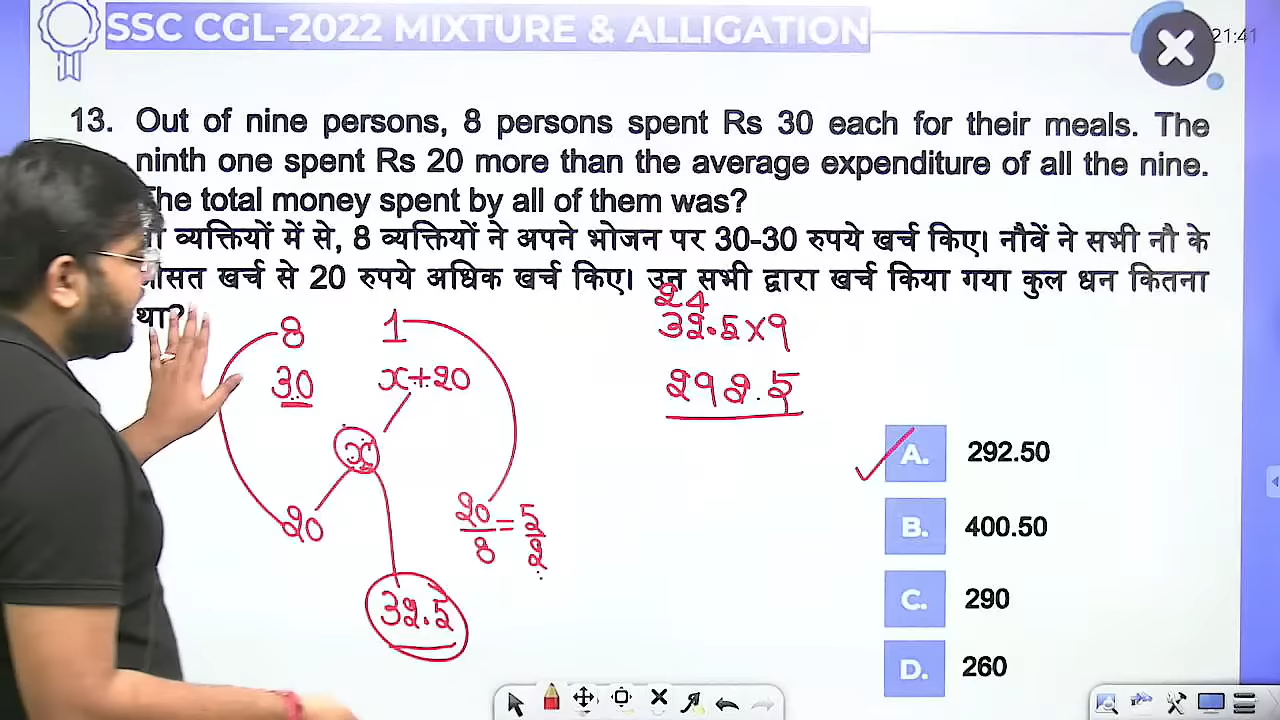 SSC CGL-2022 MIXTURE & ALLIGATION
21:41
13. Out of nine persons, 8 persons spent Rs 30 each for their meals. The
ninth one spent Rs 20 more than the average expenditure of all the nine.
The total money spent by all of them was?
व्यक्तियों में से, 8 व्यक्तियों ने अपने भोजन पर 30-30 रुपये खर्च किए। नौवें ने सभी नौ के
खर्च से 20 रुपये अधिक खर्च किए। उन सभी द्वारा खर्च किया गया कुल धन कितना
था?
8 1
30 x+20
x
20 20/8 = 5/2
32.5
24
32.5×9
292.5
A. 292.50
B. 400.50
C. 290
D. 260